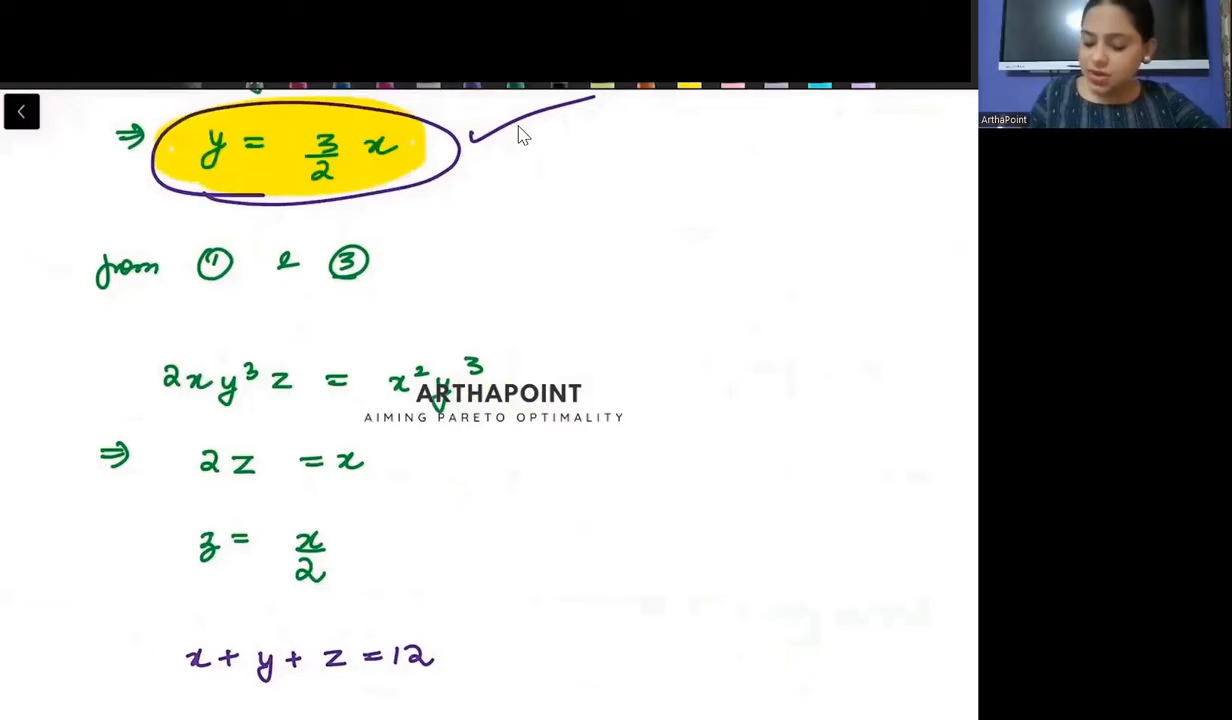 ⇒ y = 3/2 x
from ① & ③
2xy³z = x²y³
ARTHAPOINT
AIMING PARETO OPTIMALITY
⇒ 2z = x
z = x/2
x + y + z = 12
ArthaPoint